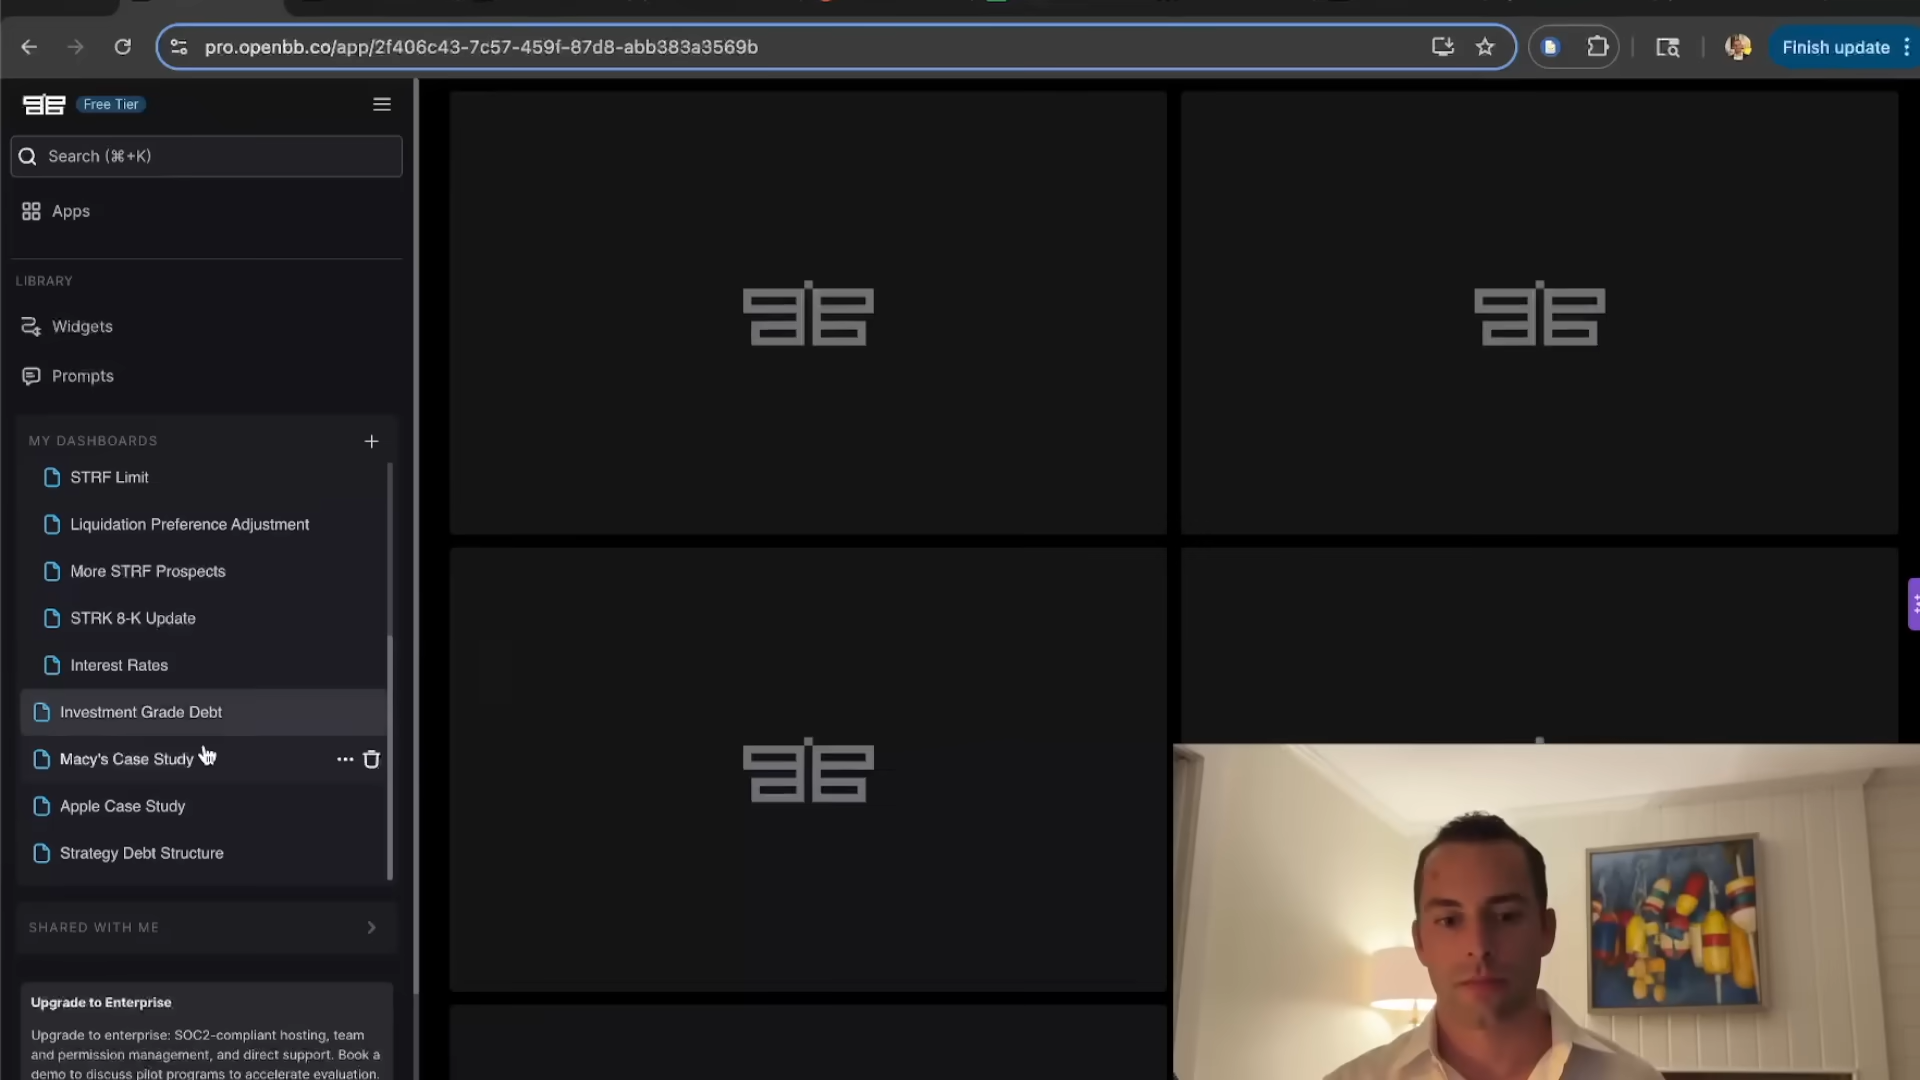 pro.openbb.co/app/2f406c43-7c57-459f-87d8-abb383a3569b
Finish update
Free Tier
Search (⌘+K)
Apps
LIBRARY
Widgets
Prompts
MY DASHBOARDS
STRF Limit
Liquidation Preference Adjustment
More STRF Prospects
STRK 8-K Update
Interest Rates
Investment Grade Debt
Macy's Case Study
Apple Case Study
Strategy Debt Structure
SHARED WITH ME
Upgrade to Enterprise
Upgrade to enterprise: SOC2-compliant hosting, team
and permission management, and direct support. Book a
demo to discuss pilot programs to accelerate evaluation.